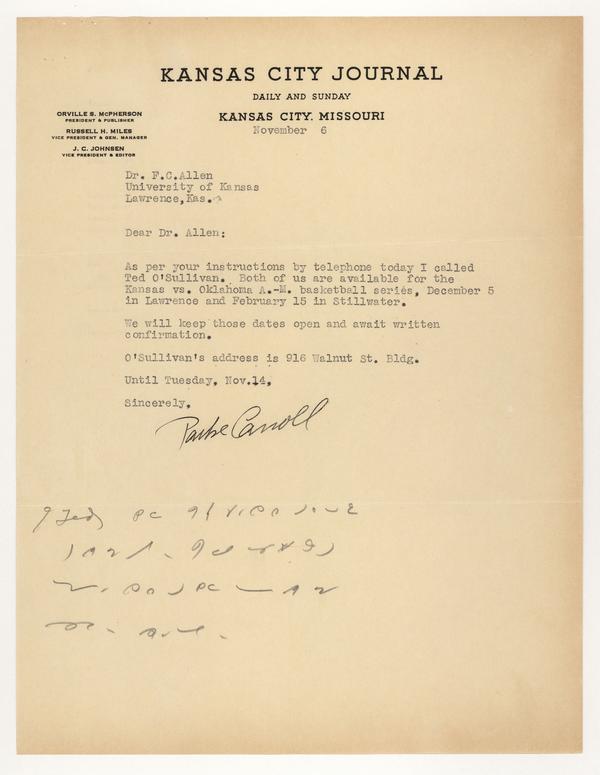 KANSAS CITY JOURNAL
DAILY AND SUNDAY
KANSAS CITY, MISSOURI
November 6
ORVILLE S. McPHERSON
PRESIDENT & PUBLISHER
RUSSELL H. MILES
VICE PRESIDENT & GEN. MANAGER
J. C. JOHNSEN
VICE PRESIDENT & EDITOR
Dr. F.C.Allen
University of Kansas
Lawrence,Kas.
Dear Dr. Allen:
As per your instructions by telephone today I called
Ted O'Sullivan. Both of us are available for the
Kansas vs. Oklahoma A.-M. basketball series, December 5
in Lawrence and February 15 in Stillwater.
We will keep those dates open and await written
confirmation.
O'Sullivan's address is 916 Walnut St. Bldg.
Until Tuesday, Nov.14,
Sincerely,
Parke Carroll